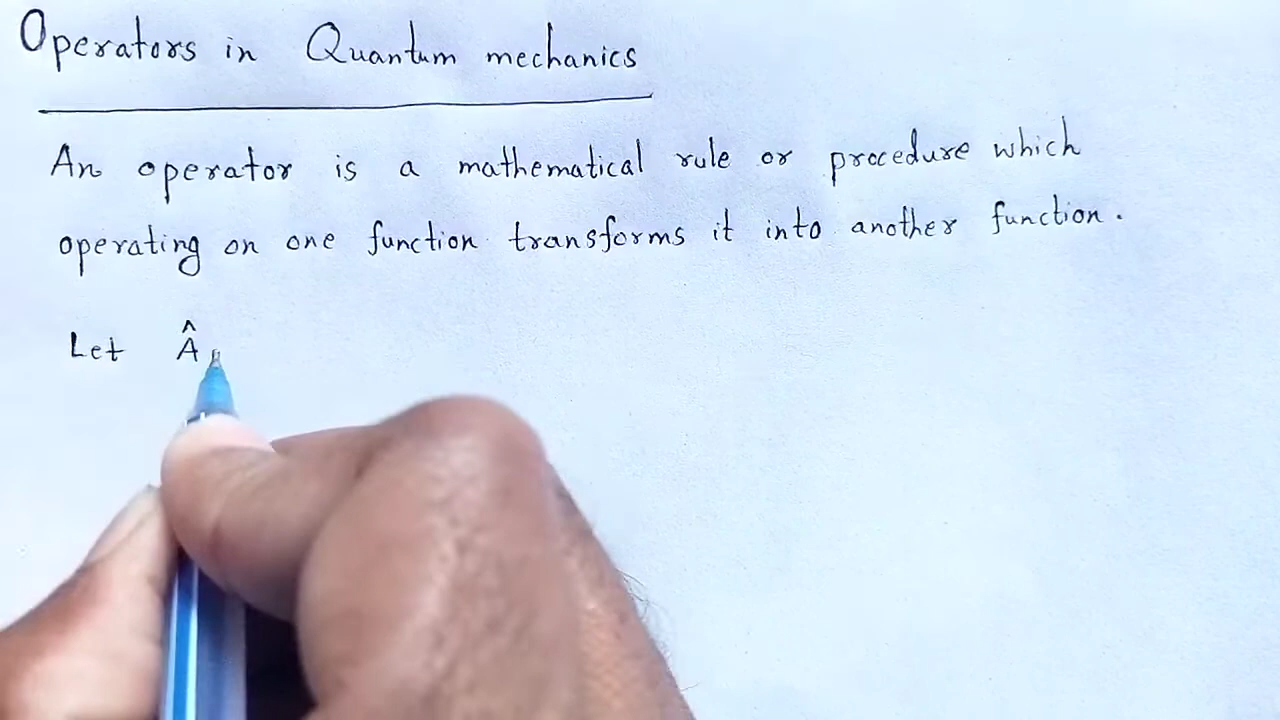 Operators in Quantum mechanics
An operator is a mathematical rule or procedure which
operating on one function transforms it into another function.
Let Â